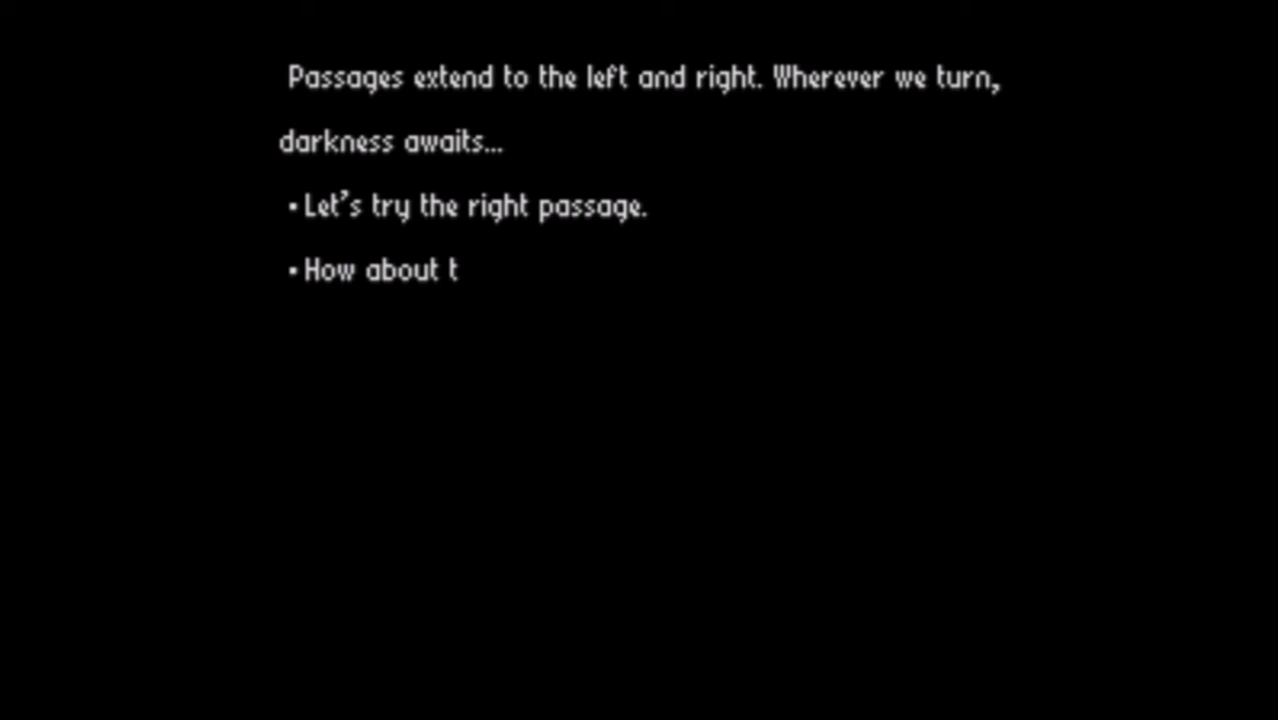 Passages extend to the left and right. Wherever we turn,
darkness awaits...
•Let's try the right passage.
•How about t